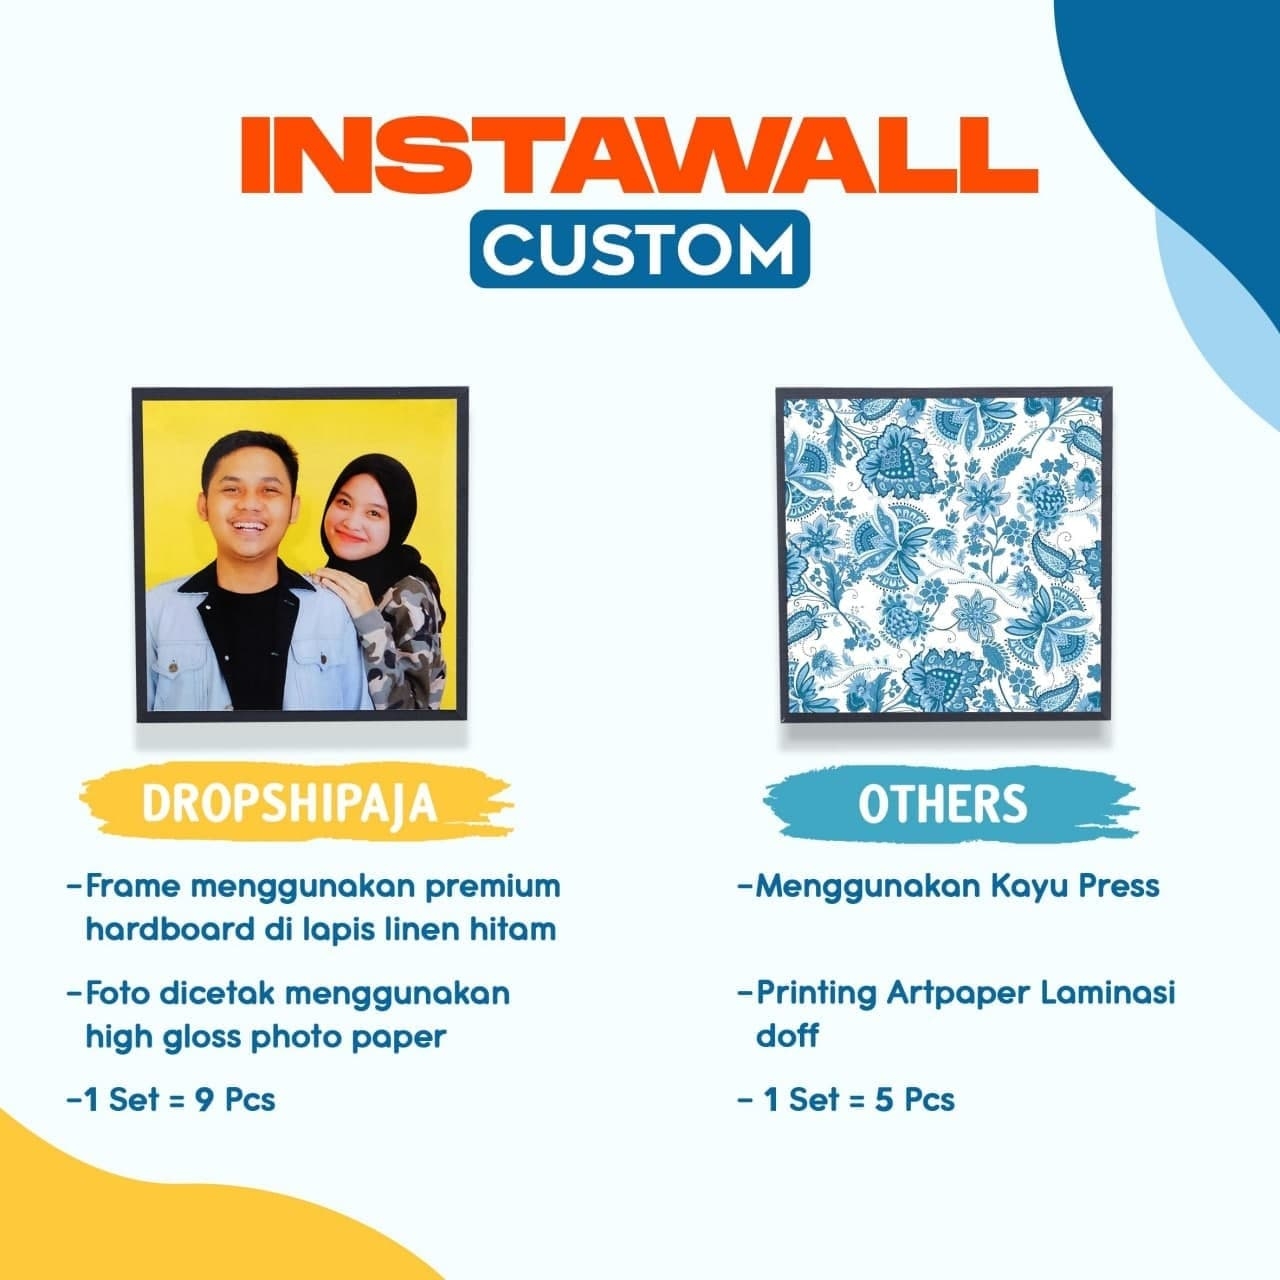 INSTAWALL
CUSTOM
DROPSHIPAJA
-Frame menggunakan premium
hardboard di lapis linen hitam
-Foto dicetak menggunakan
high gloss photo paper
-1 Set = 9 Pcs
OTHERS
-Menggunakan Kayu Press
-Printing Artpaper Laminasi
doff
- 1 Set = 5 Pcs